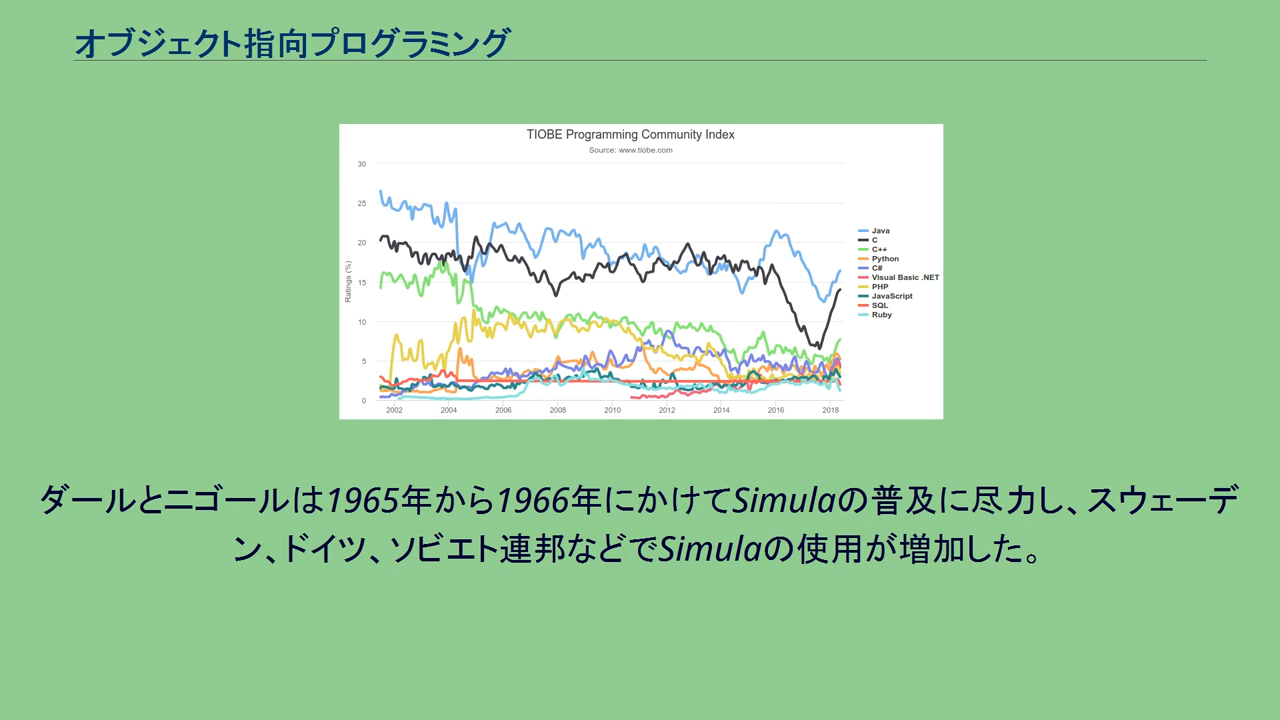 オブジェクト指向プログラミング
TIOBE Programming Community Index
Source: www.tiobe.com
Ratings (%)
30
25
20
15
10
5
0
2002 2004 2006 2008 2010 2012 2014 2016 2018
Java
C
C++
Python
C#
Visual Basic .NET
PHP
JavaScript
SQL
Ruby
ダールとニゴールは1965年から1966年にかけてSimulaの普及に尽力し、スウェーデ
ン、ドイツ、ソビエト連邦などでSimulaの使用が増加した。